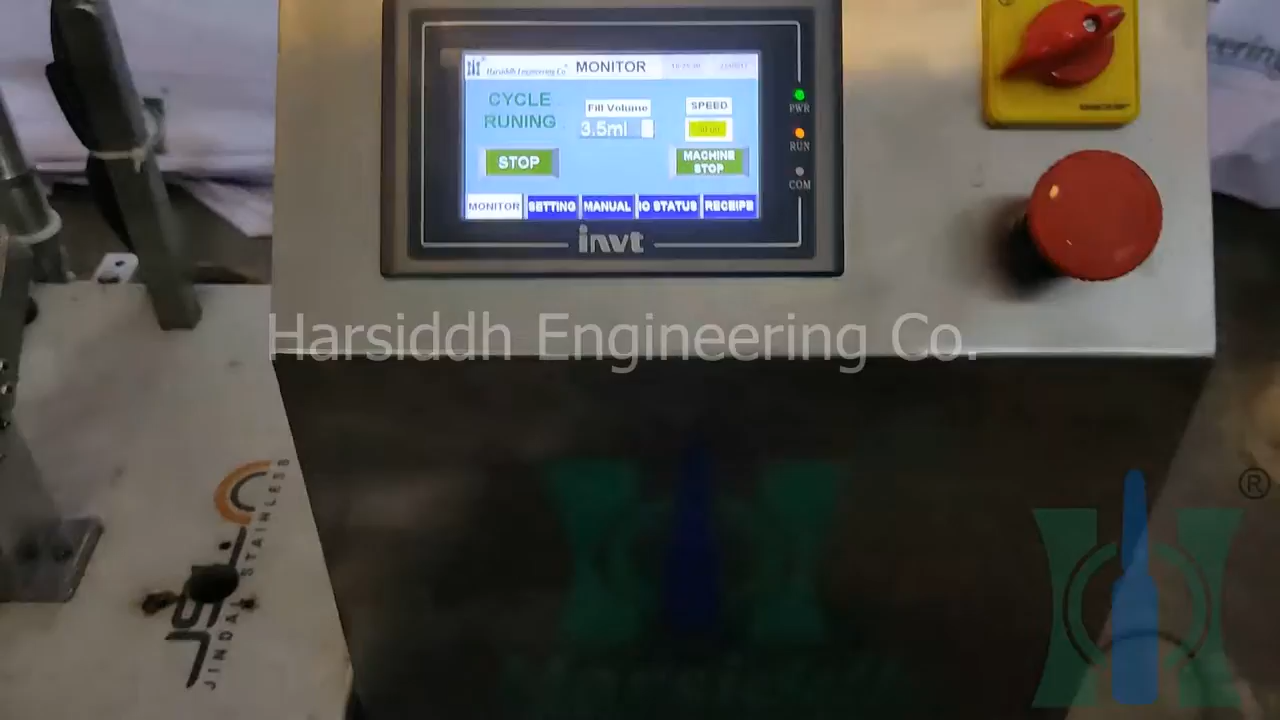 Harsiddh Engineering Co.
MONITOR
CYCLE
RUNING
Fill Volume
3.5ml
SPEED
STOP
MACHINE
STOP
MONITOR
SETTING
MANUAL
IO STATUS
RECEIPE
PWR
RUN
COM
invt
Harsiddh Engineering Co.
JSL
JINDAL STAINLESS
®